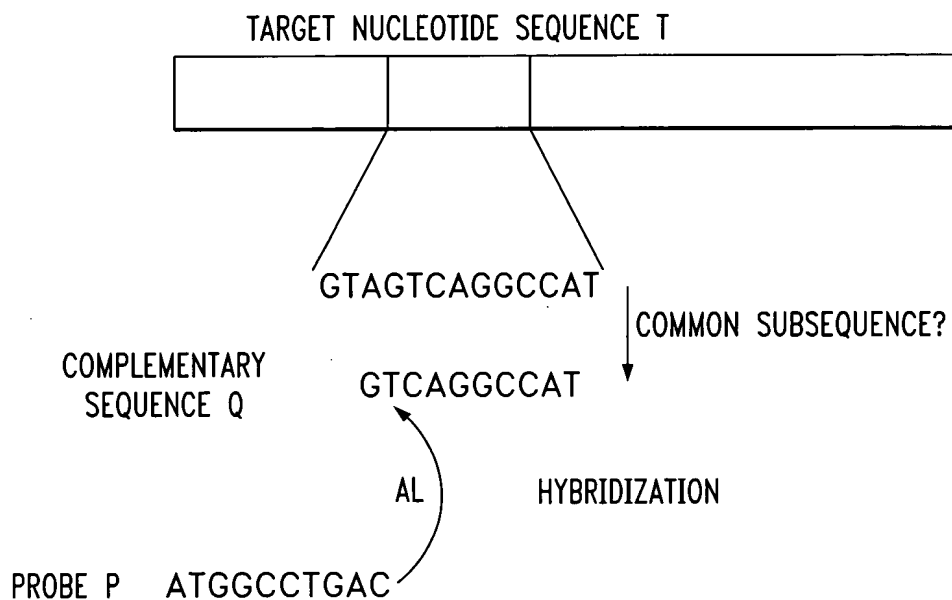 TARGET NUCLEOTIDE SEQUENCE T
GTAGTCAGGCCAT
COMMON SUBSEQUENCE?
COMPLEMENTARY
SEQUENCE Q
GTCAGGCCAT
AL
HYBRIDIZATION
PROBE P
ATGGCCTGAC